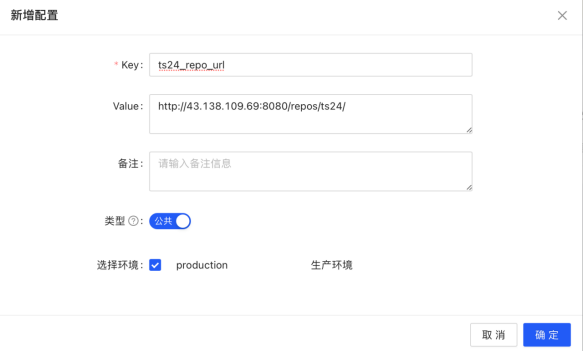 新增配置
* Key: ts24_repo_url
Value: http://43.138.109.69:8080/repos/ts24/
备注: 请输入备注信息
类型 ?: 公共
选择环境: production 生产环境
取 消 确 定